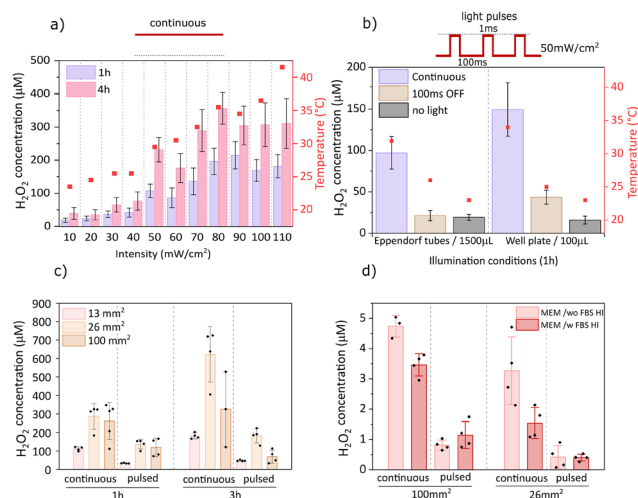 continuous
a)
1h
4h
H2O2 concentration (μM)
500
400
300
200
100
0
40
35
30
25
20
Temperature (°C)
10 20 30 40 50 60 70 80 90 100 110
Intensity (mW/cm²)
light pulses
1ms
50mW/cm²
100ms
b)
Continuous
100ms OFF
no light
H2O2 concentration (μM)
200
150
100
50
0
40
35
30
25
20
Temperature (°C)
Eppendorf tubes / 1500μL Well plate / 100μL
Illumination conditions (1h)
c)
13 mm²
26 mm²
100 mm²
H2O2 concentration (μM)
900
800
700
600
500
400
300
200
100
0
continuous pulsed continuous pulsed
1h 3h
d)
MEM /wo FBS HI
MEM /w FBS HI
H2O2 concentration (μM)
5
4
3
2
1
0
continuous pulsed continuous pulsed
100mm² 26mm²